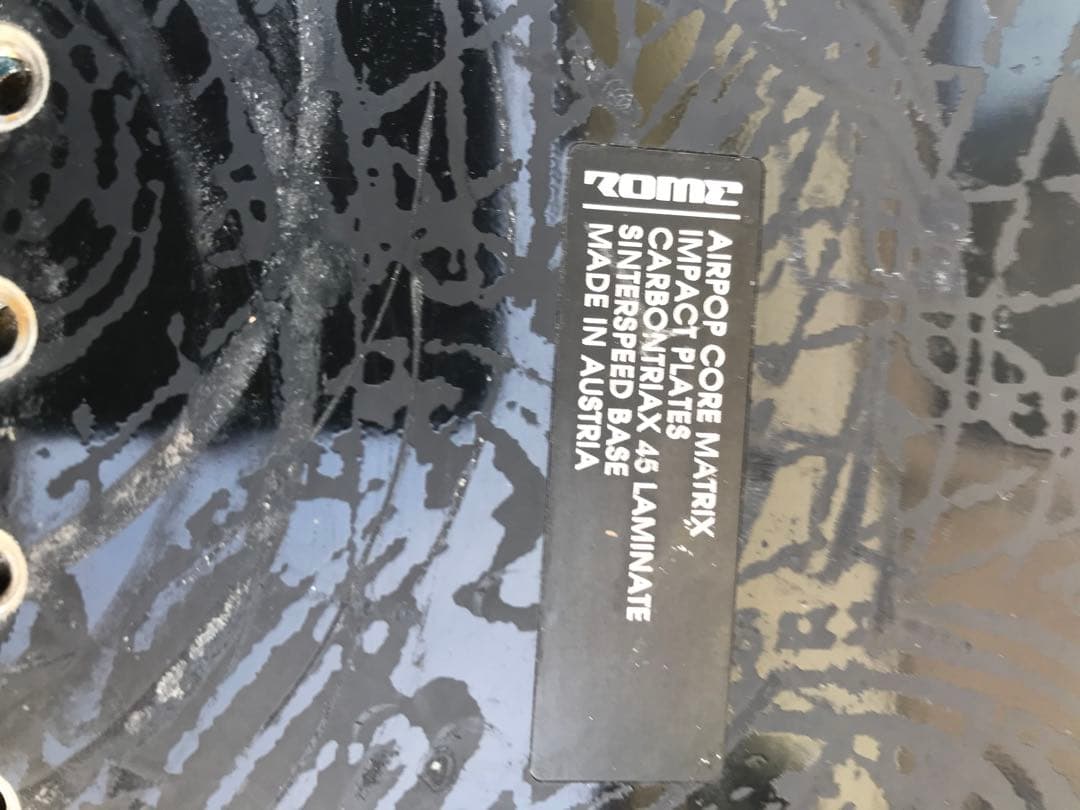 ROME
AIRPOP CORE MATRIX
IMPACT PLATES
CARBONTRIAX 45 LAMINATE
SINTERSPEED BASE
MADE IN AUSTRIA